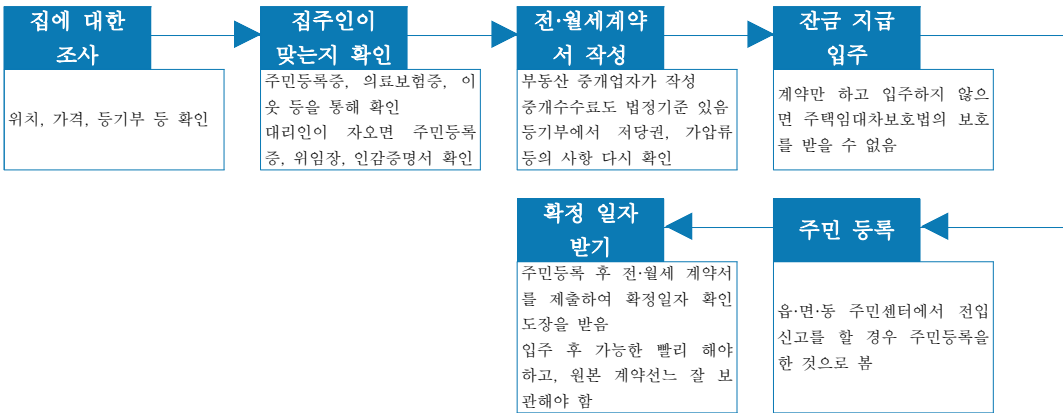 집에 대한
조사
위치, 가격, 등기부 등 확인
집주인이
맞는지 확인
주민등록증, 의료보험증, 이
웃 등을 통해 확인
대리인이 자오면 주민등록
증, 위임장, 인감증명서 확인
전·월세계약
서 작성
부동산 중개업자가 작성
중개수수료도 법정기준 있음
등기부에서 저당권, 가압류
등의 사항 다시 확인
잔금 지급
입주
계약만 하고 입주하지 않으
면 주택임대차보호법의 보호
를 받을 수 없음
주민 등록
읍·면·동 주민센터에서 전입
신고를 할 경우 주민등록을
한 것으로 봄
확정 일자
받기
주민등록 후 전·월세 계약서
를 제출하여 확정일자 확인
도장을 받음
입주 후 가능한 빨리 해야
하고, 원본 계약선느 잘 보
관해야 함